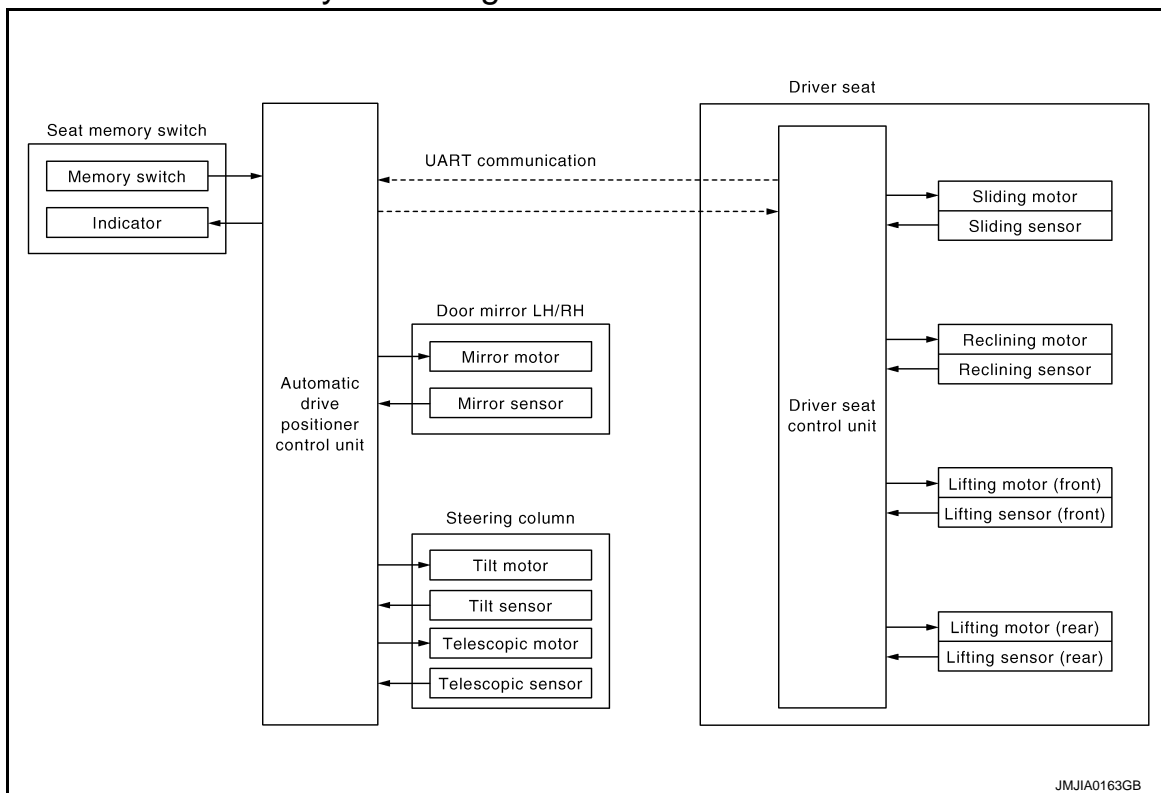 Driver seat
Seat memory switch
Memory switch
Indicator
UART communication
Sliding motor
Sliding sensor
Door mirror LH/RH
Mirror motor
Mirror sensor
Reclining motor
Reclining sensor
Automatic
drive
positioner
control unit
Driver seat
control unit
Lifting motor (front)
Lifting sensor (front)
Steering column
Tilt motor
Tilt sensor
Telescopic motor
Telescopic sensor
Lifting motor (rear)
Lifting sensor (rear)
JMJIA0163GB